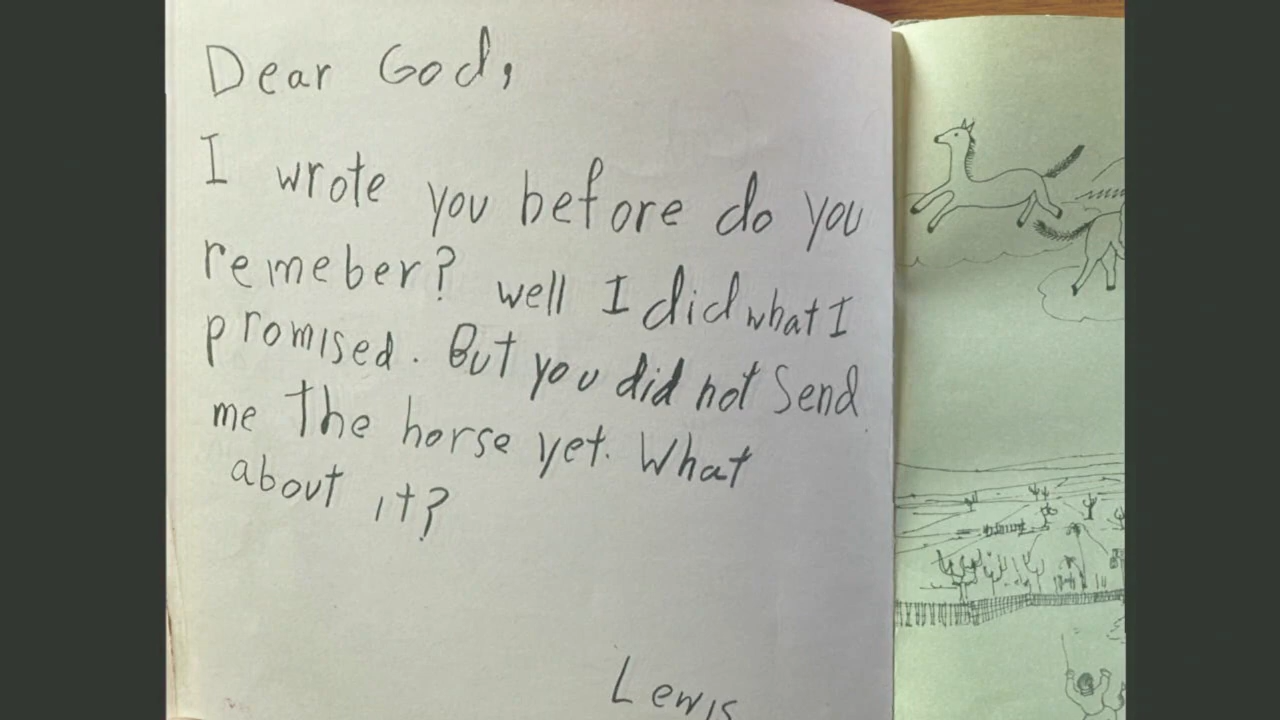 Dear God,
I wrote you before do you
remeber? well I did what I
promised. But you did not Send
me the horse yet. What
about it?
Lewis